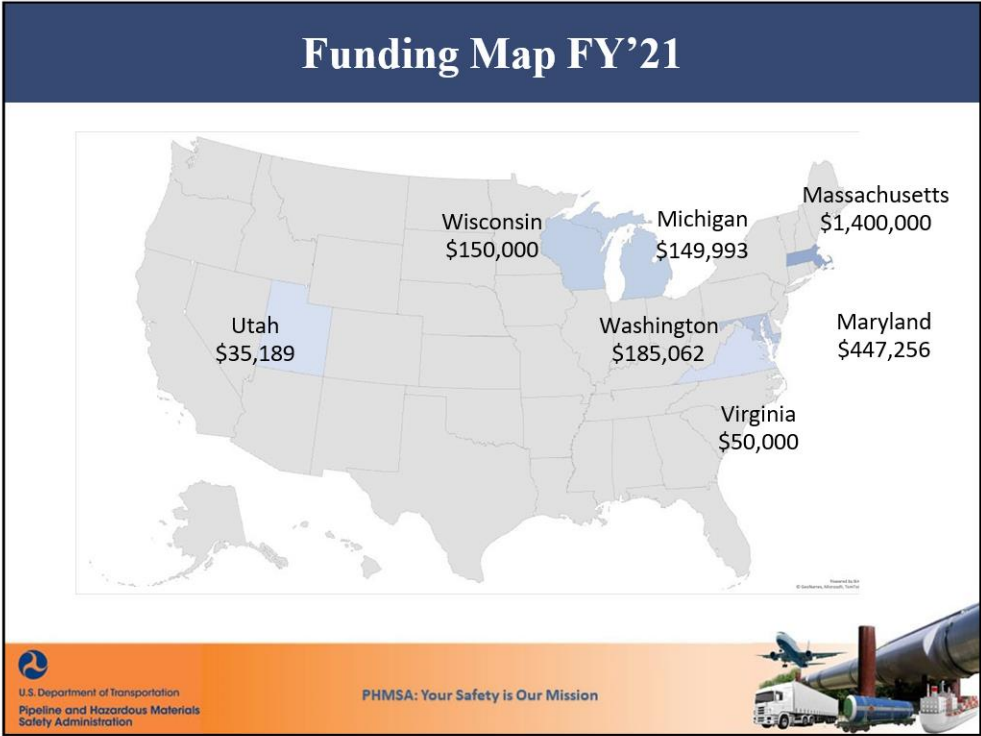 Funding Map FY’21
Massachusetts
$1,400,000
Wisconsin
$150,000
Michigan
$149,993
Utah
$35,189
Washington
$185,062
Maryland
$447,256
Virginia
$50,000
U.S. Department of Transportation
Pipeline and Hazardous Materials
Safety Administration
PHMSA: Your Safety is Our Mission